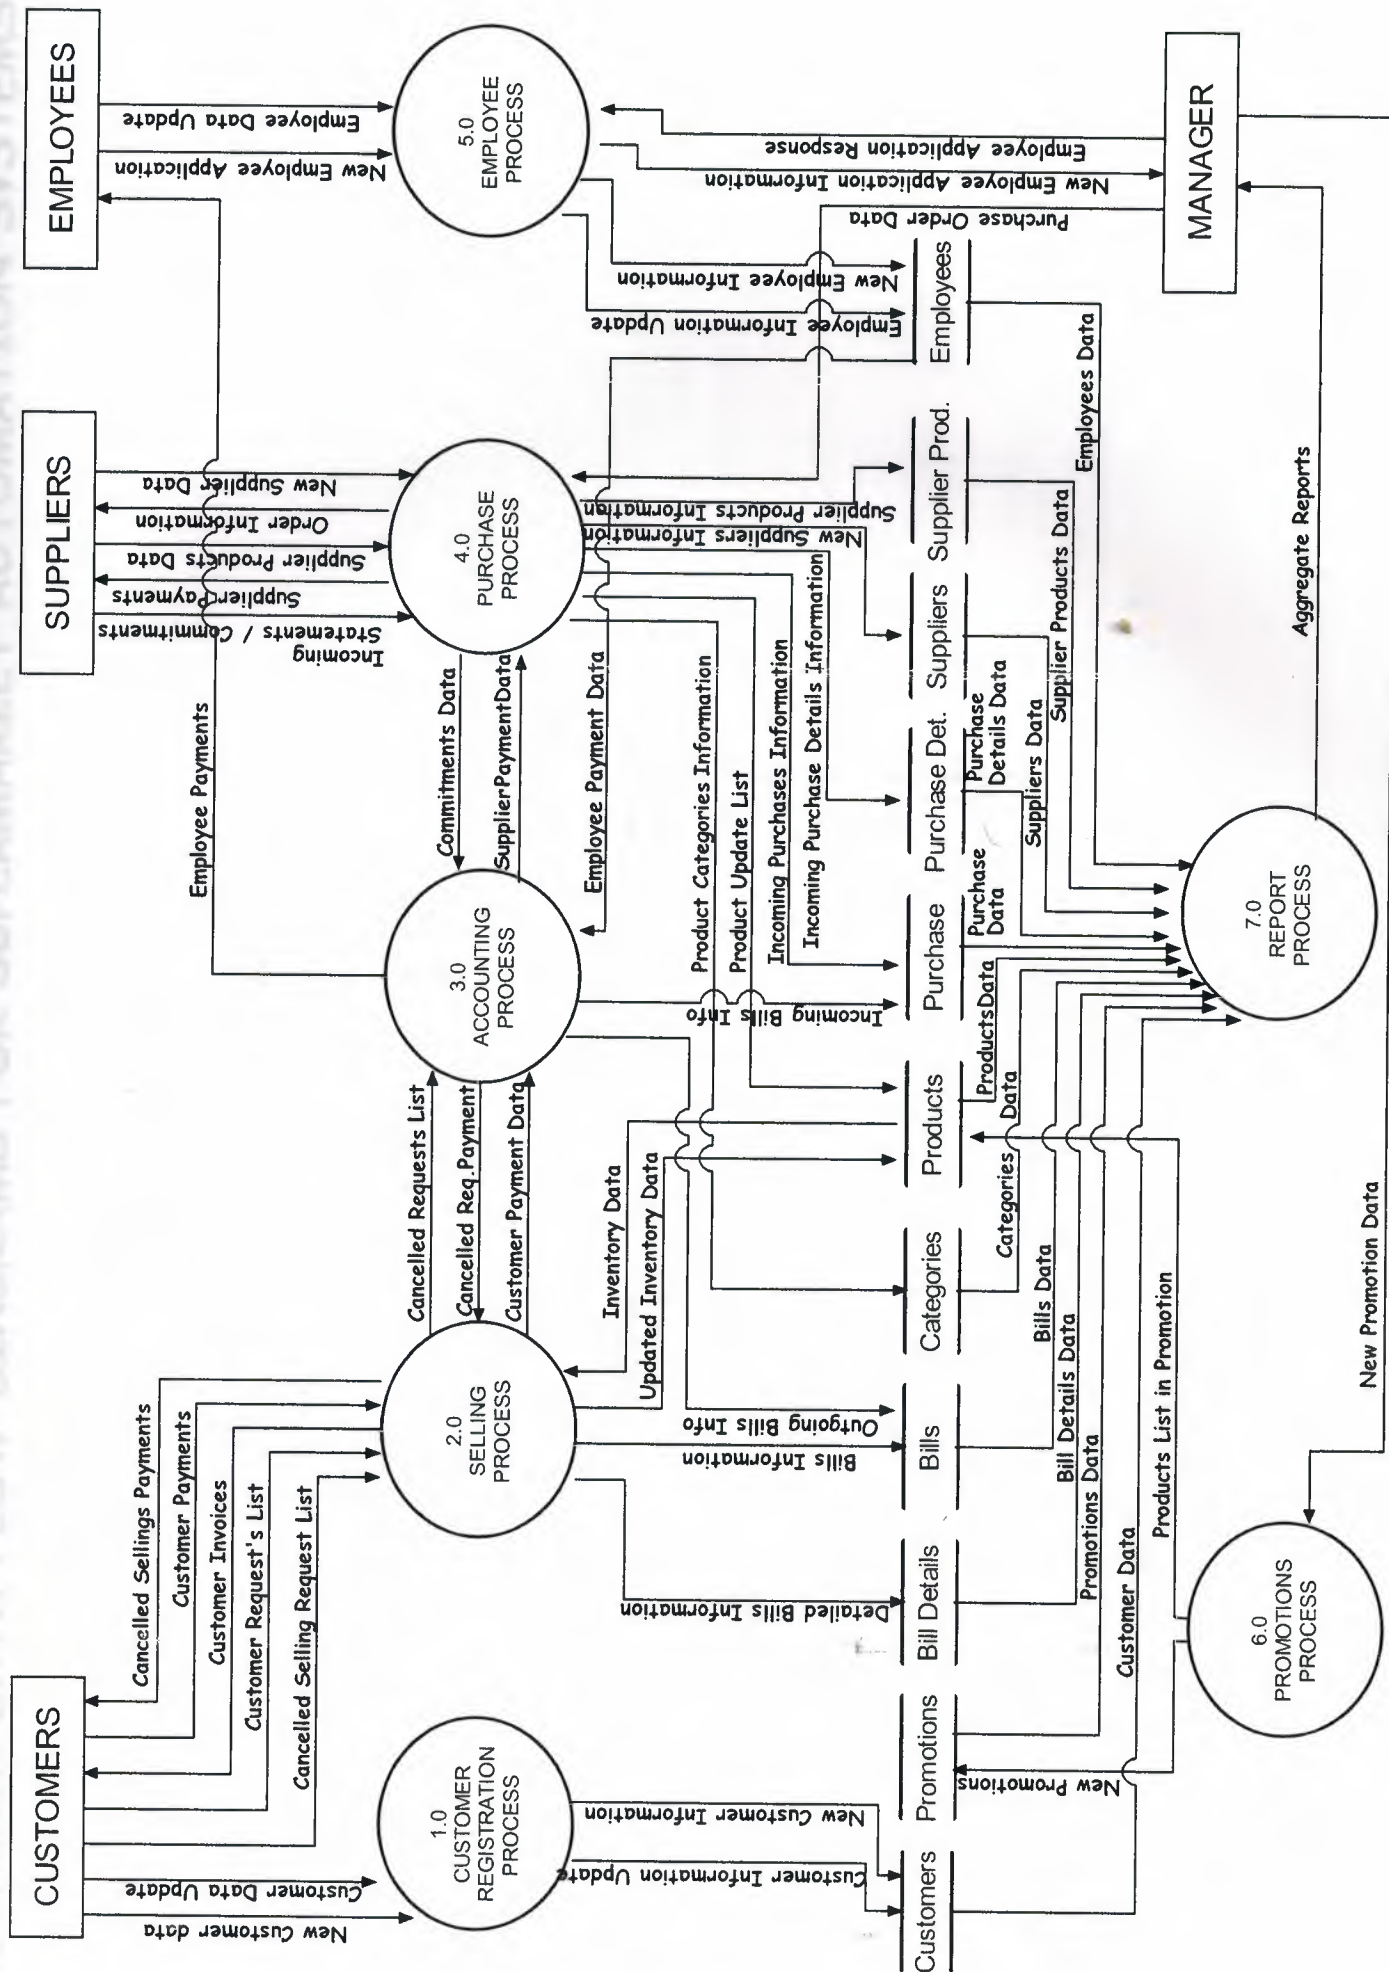 CUSTOMERS
SUPPLIERS
EMPLOYEES
New Customer data
Customer Data Update
Cancelled Selling Request List
Customer Request's List
Customer Invoices
Customer Payments
Cancelled Sellings Payments
Employee Payments
Incoming
Statements / Commitments
Supplier Payments
Supplier Products Data
Order Information
New Supplier Data
New Employee Application
Employee Data Update
1.0
CUSTOMER
REGISTRATION
PROCESS
2.0
SELLING
PROCESS
Cancelled Requests List
Cancelled Req.Payment
Customer Payment Data
3.0
ACCOUNTING
PROCESS
Commitments Data
SupplierPaymentData
4.0
PURCHASE
PROCESS
5.0
EMPLOYEE
PROCESS
Customer Information Update
New Customer Information
Detailed Bills Information
Bills Information
Outgoing Bills Info
Inventory Data
Updated Inventory Data
Incoming Bills Info
Employee Payment Data
Product Categories Information
Product Update List
Incoming Purchases Information
Incoming Purchase Details Information
New Suppliers Information
Supplier Products Information
Employee Information Update
New Employee Information
Purchase Order Data
New Employee Application Information
Employee Application Response
Customers
Promotions
Bill Details
Bills
Categories
Products
Purchase
Purchase Det.
Suppliers
Supplier Prod.
Employees
New Promotions
Customer Data
Promotions Data
Bill Details Data
Bills Data
Categories Data
ProductsData
Purchase
Data
Purchase
Details Data
Suppliers Data
Supplier Products Data
Employees Data
Products List in Promotion
6.0
PROMOTIONS
PROCESS
7.0
REPORT
PROCESS
Aggregate Reports
MANAGER
New Promotion Data